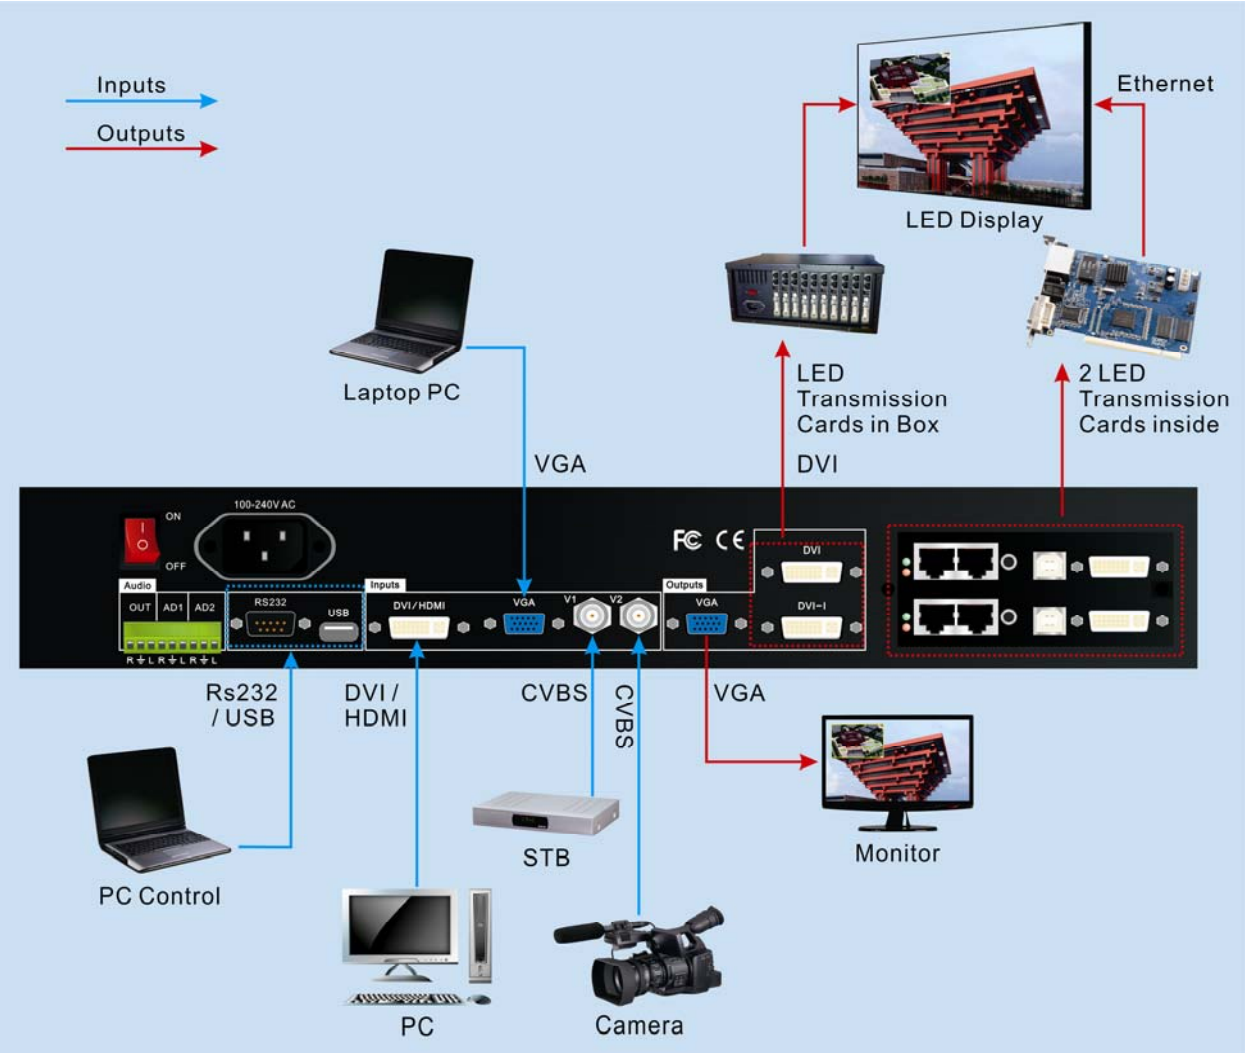 Inputs
Outputs
Ethernet
LED Display
Laptop PC
LED
Transmission
Cards in Box
2 LED
Transmission
Cards inside
VGA
DVI
100-240V AC
ON
OFF
FC CE
Audio
Inputs
Outputs
DVI
OUT AD1 AD2
RS232
USB
DVI/HDMI
VGA
V1
V2
VGA
DVI-I
R L R L R L
Rs232
/ USB
DVI /
HDMI
CVBS
CVBS
VGA
PC Control
STB
Monitor
PC
Camera